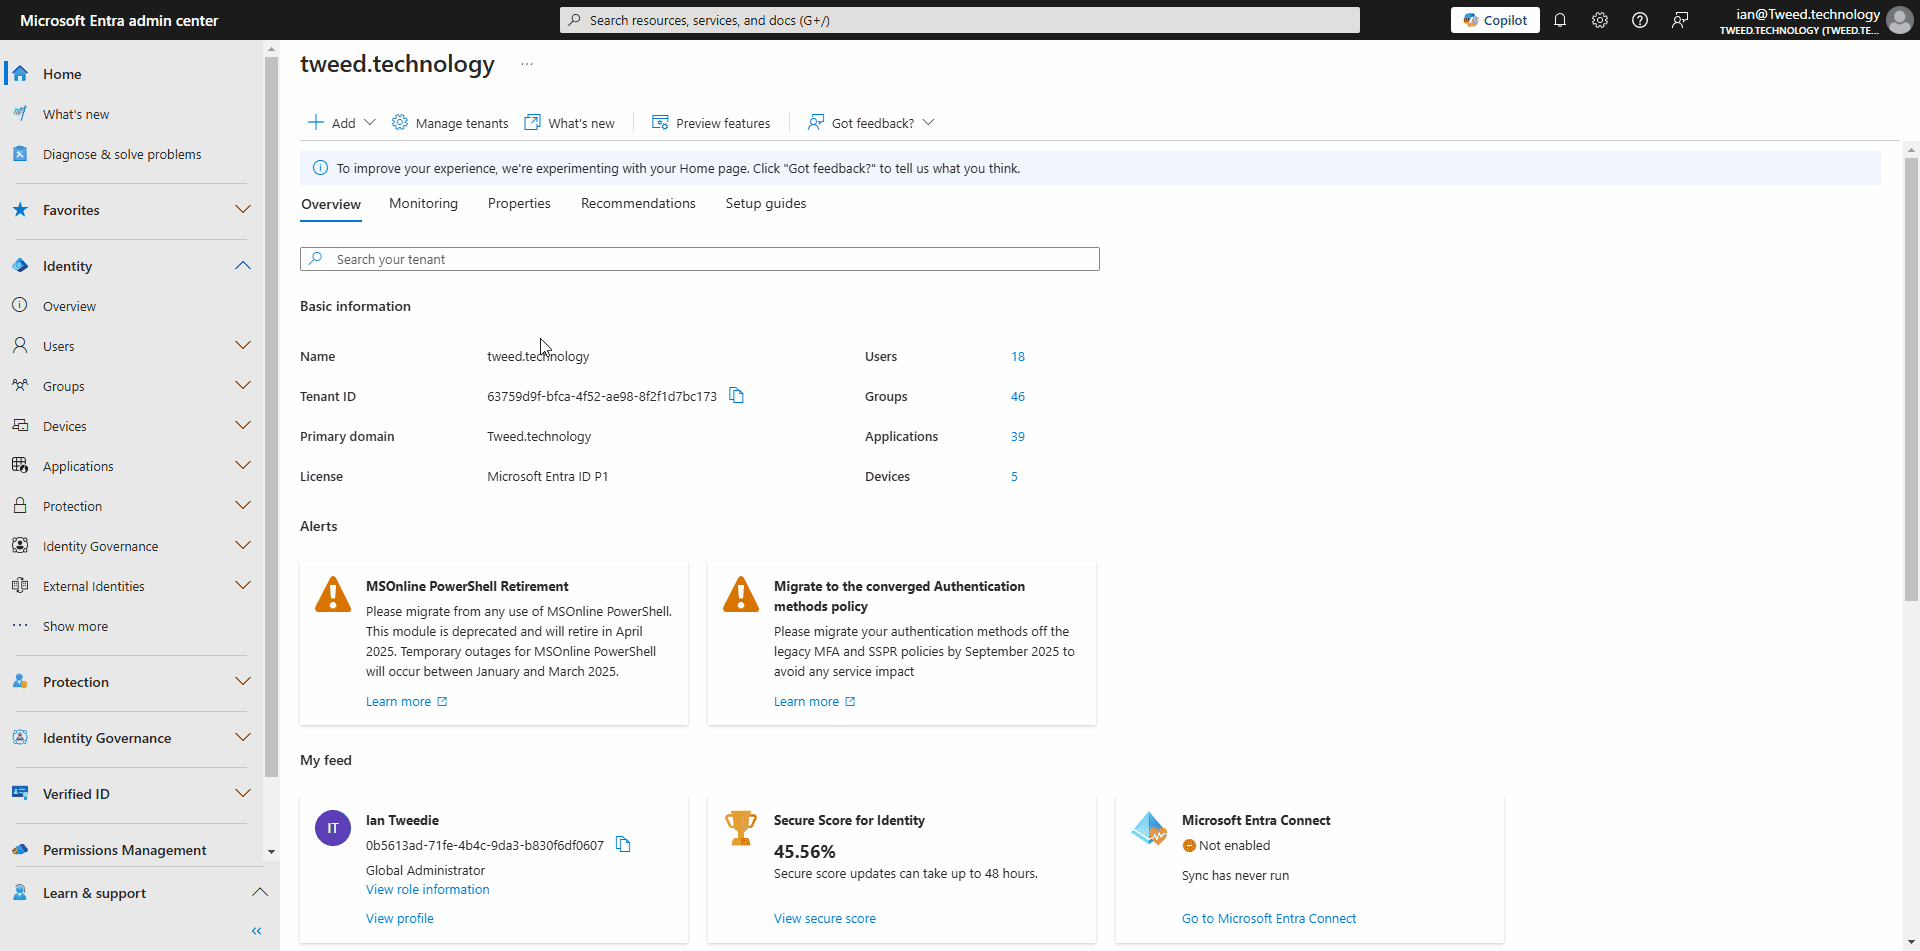 Microsoft Entra admin center
Search resources, services, and docs (G+/)
Copilot
ian@Tweed.technology
TWEED.TECHNOLOGY (TWEED.TE...
Home
What's new
Diagnose & solve problems
Favorites
Identity
Overview
Users
Groups
Devices
Applications
Protection
Identity Governance
External Identities
Show more
Protection
Identity Governance
Verified ID
Permissions Management
Learn & support
tweed.technology
Add
Manage tenants
What's new
Preview features
Got feedback?
To improve your experience, we're experimenting with your Home page. Click "Got feedback?" to tell us what you think.
Overview
Monitoring
Properties
Recommendations
Setup guides
Search your tenant
Basic information
Name
tweed.technology
Users
18
Tenant ID
63759d9f-bfca-4f52-ae98-8f2f1d7bc173
Groups
46
Primary domain
Tweed.technology
Applications
39
License
Microsoft Entra ID P1
Devices
5
Alerts
MSOnline PowerShell Retirement
Please migrate from any use of MSOnline PowerShell.
This module is deprecated and will retire in April
2025. Temporary outages for MSOnline PowerShell
will occur between January and March 2025.
Learn more
Migrate to the converged Authentication
methods policy
Please migrate your authentication methods off the
legacy MFA and SSPR policies by September 2025 to
avoid any service impact
Learn more
My feed
IT
Ian Tweedie
0b5613ad-71fe-4b4c-9da3-b830f6df0607
Global Administrator
View role information
View profile
Secure Score for Identity
45.56%
Secure score updates can take up to 48 hours.
View secure score
Microsoft Entra Connect
Not enabled
Sync has never run
Go to Microsoft Entra Connect